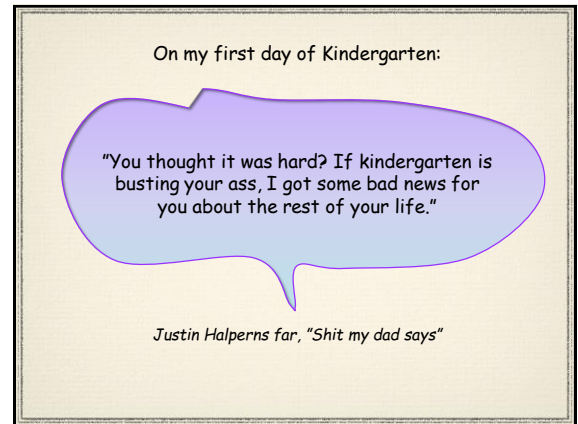 On my first day of Kindergarten:
”You thought it was hard? If kindergarten is
busting your ass, I got some bad news for
you about the rest of your life.”
Justin Halperns far, ”Shit my dad says”